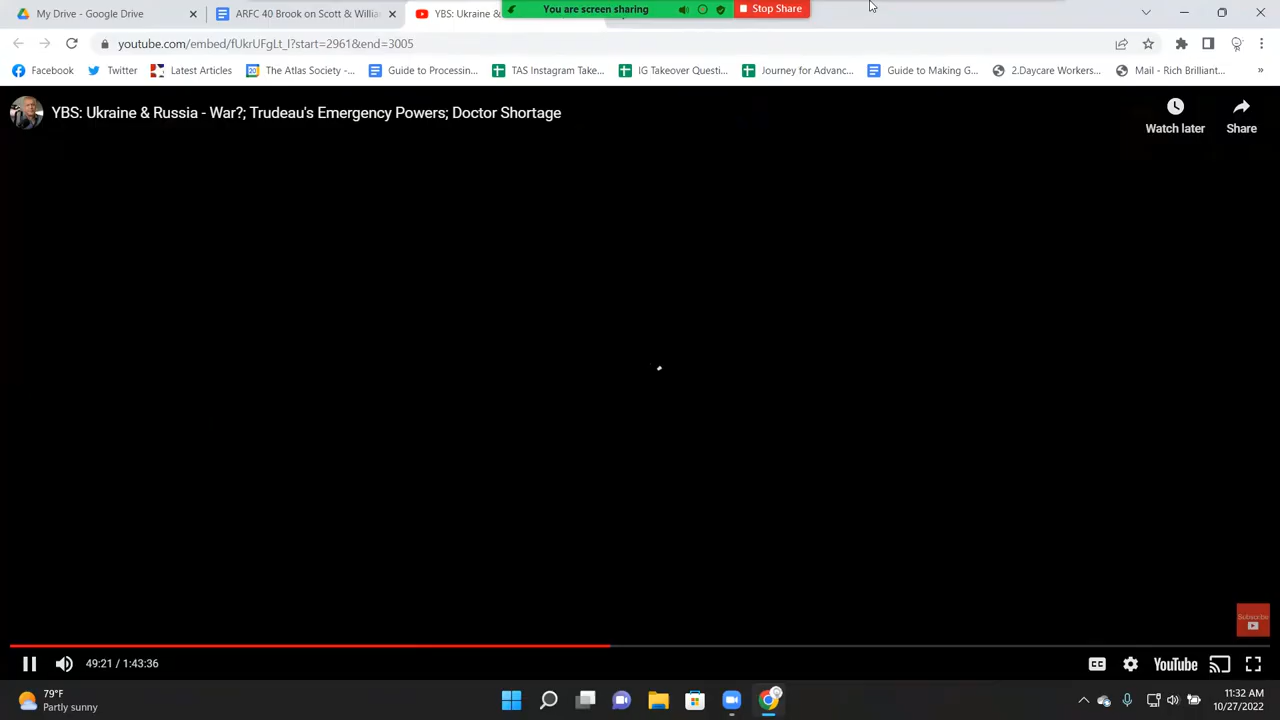 My Drive - Google Drive
ARFC 40 Brook on Scott & Willia
YBS: Ukraine &
You are screen sharing
Stop Share
youtube.com/embed/fUkrUFgLt_I?start=2961&end=3005
Facebook
Twitter
Latest Articles
20
The Atlas Society -...
Guide to Processin...
TAS Instagram Take...
IG Takeover Questi...
Journey for Advanc...
Guide to Making G...
2.Daycare Workers...
Mail - Rich Brilliant...
»
YBS: Ukraine & Russia - War?; Trudeau's Emergency Powers; Doctor Shortage
Watch later
Share
Subscribe
49:21 / 1:43:36
CC
YouTube
79°F
Partly sunny
11:32 AM
10/27/2022